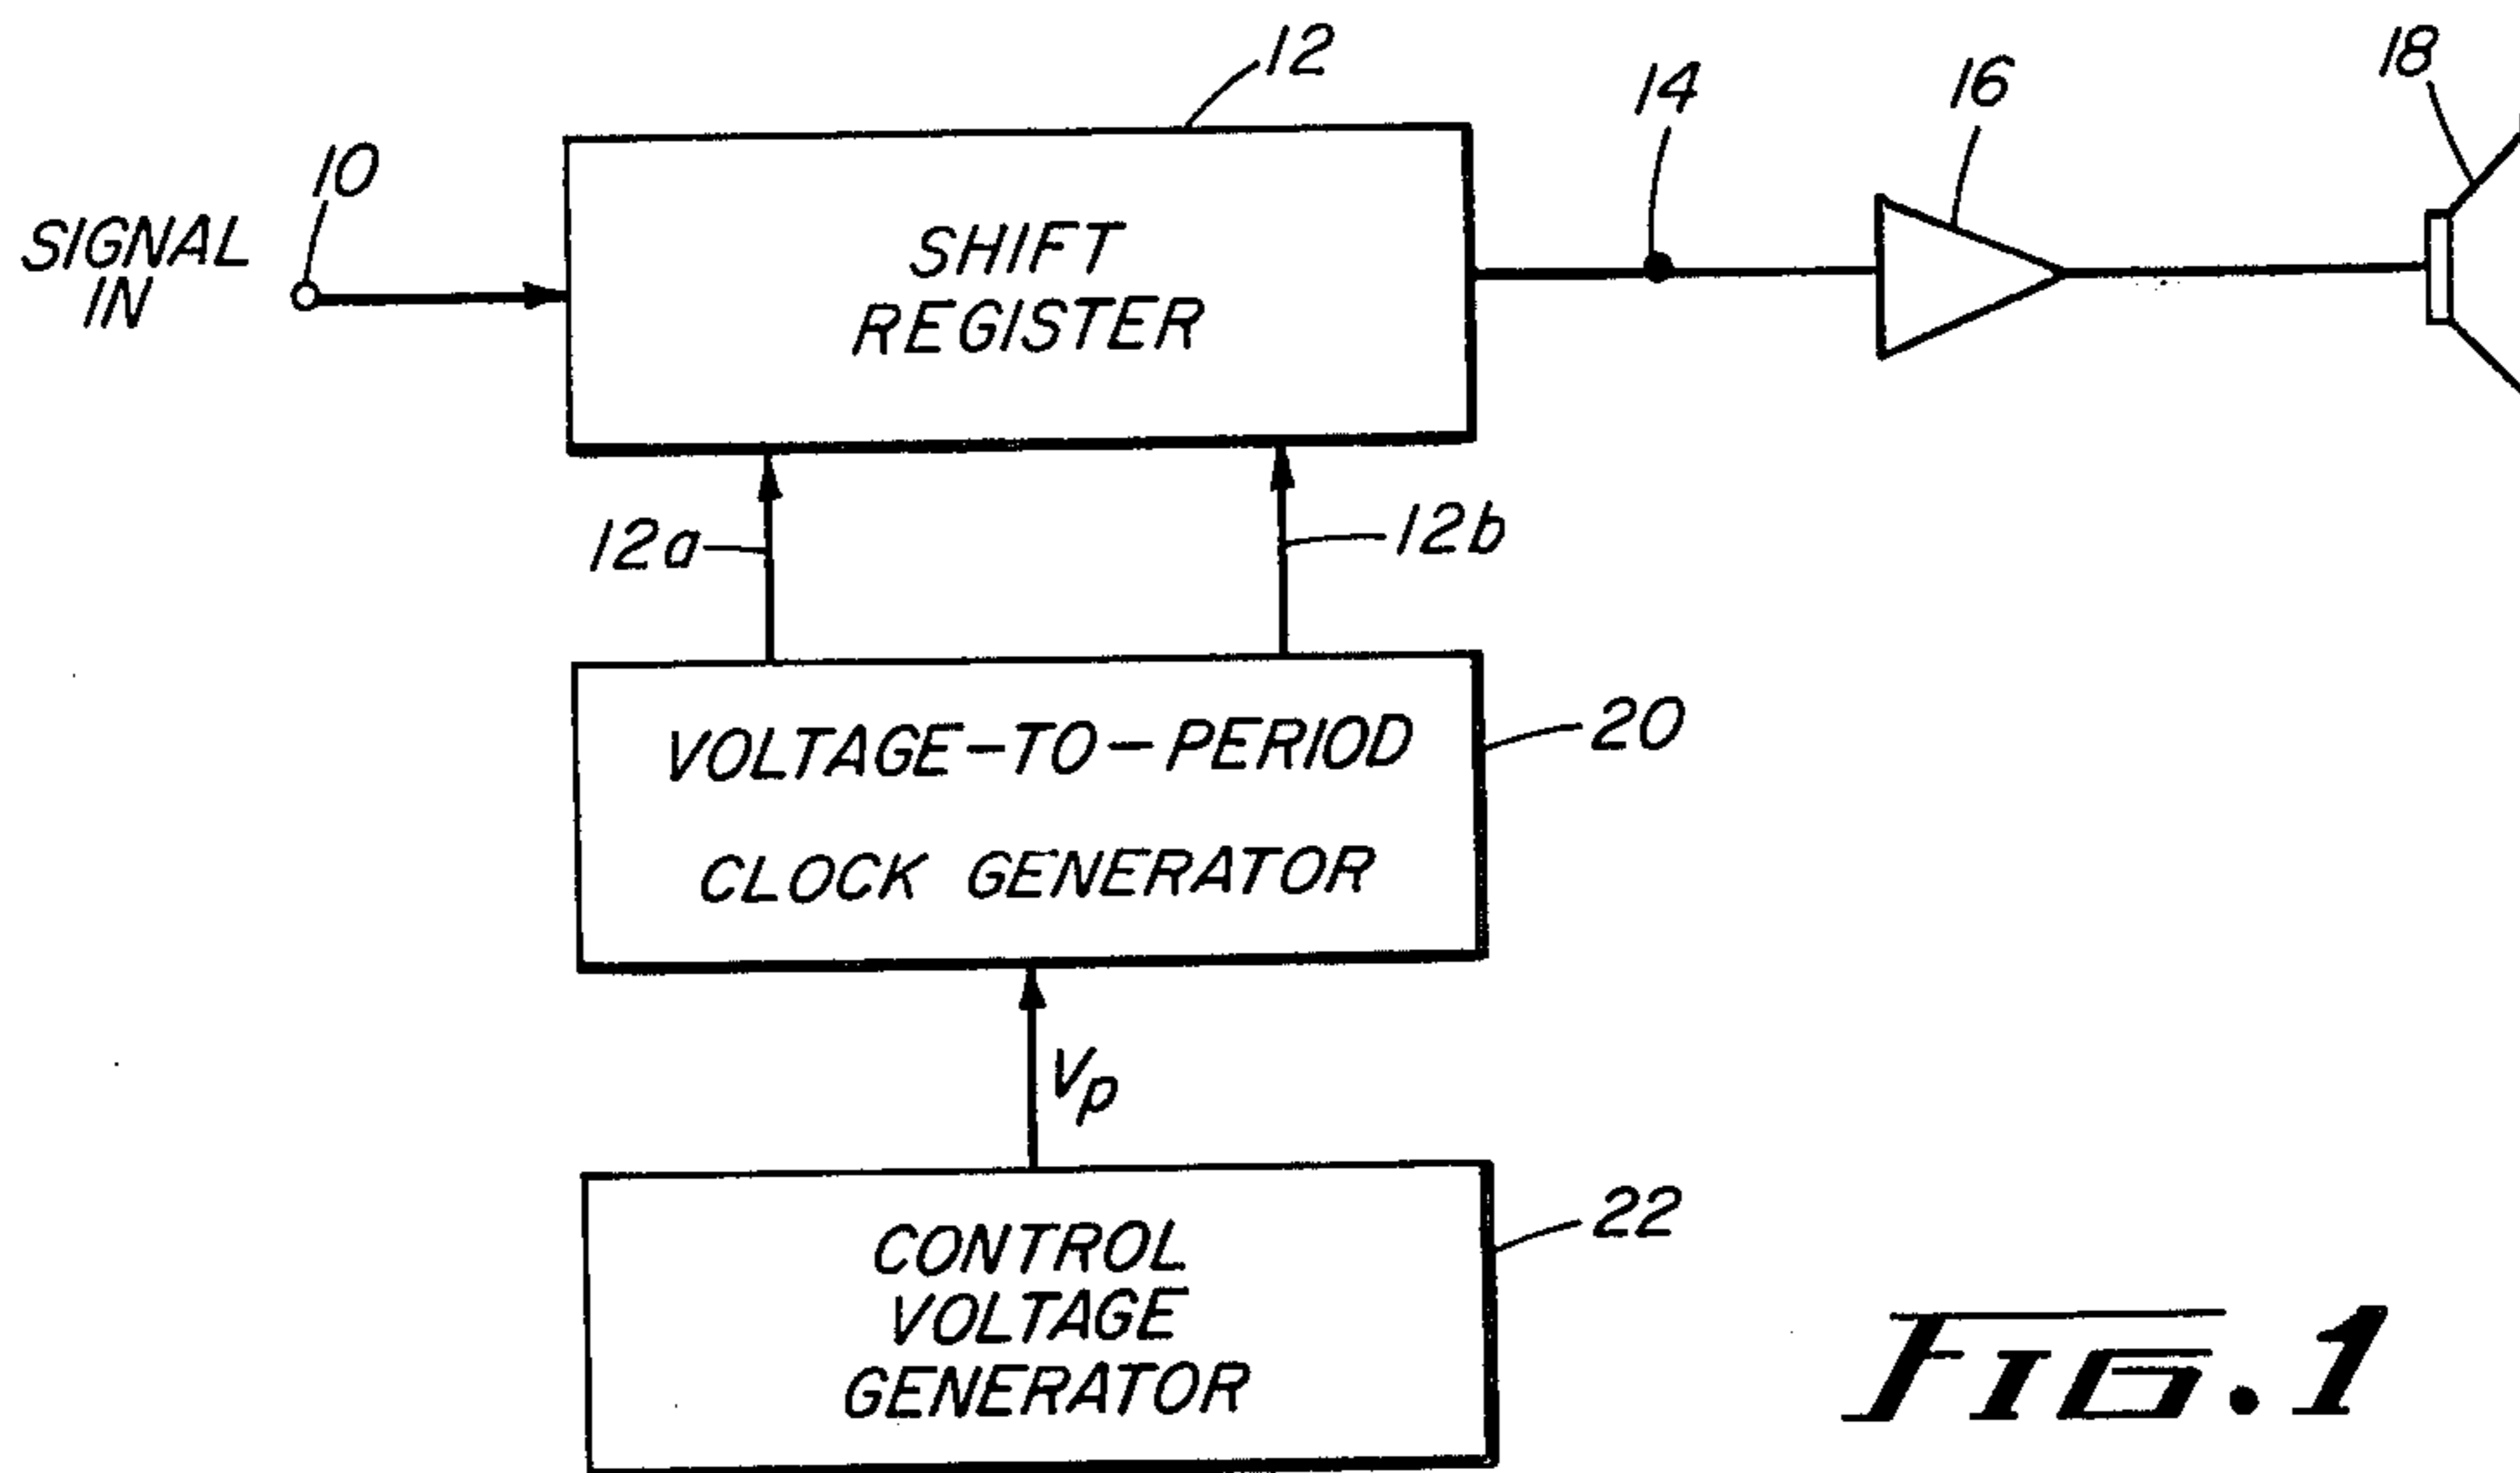 12
18
14
16
10
SIGNAL
IN
SHIFT
REGISTER
12a
12b
VOLTAGE-TO-PERIOD
CLOCK GENERATOR
20
Vp
CONTROL
VOLTAGE
GENERATOR
22
FIG.1